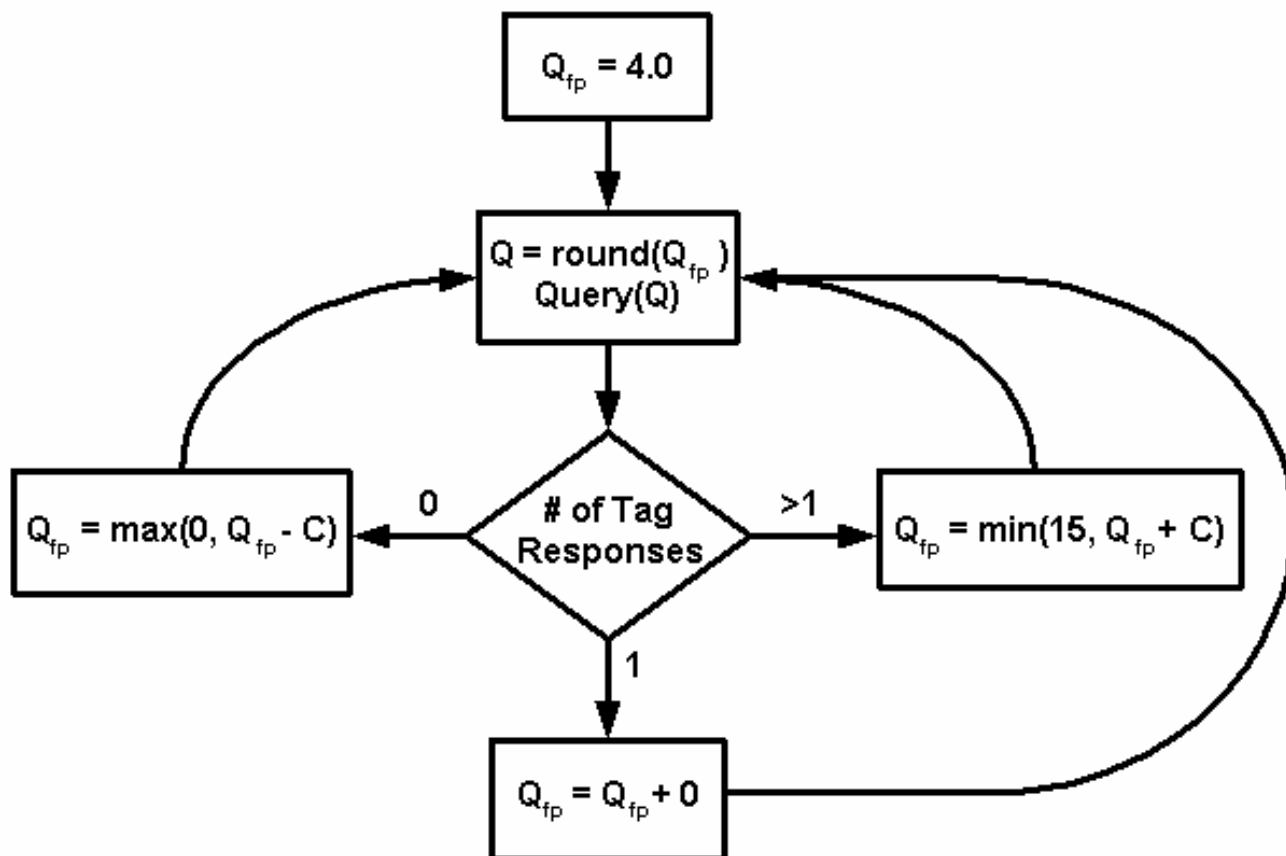 Q_fp = 4.0
Q = round(Q_fp )
Query(Q)
0
# of Tag
Responses
>1
Q_fp = max(0, Q_fp - C)
Q_fp = min(15, Q_fp + C)
1
Q_fp = Q_fp + 0